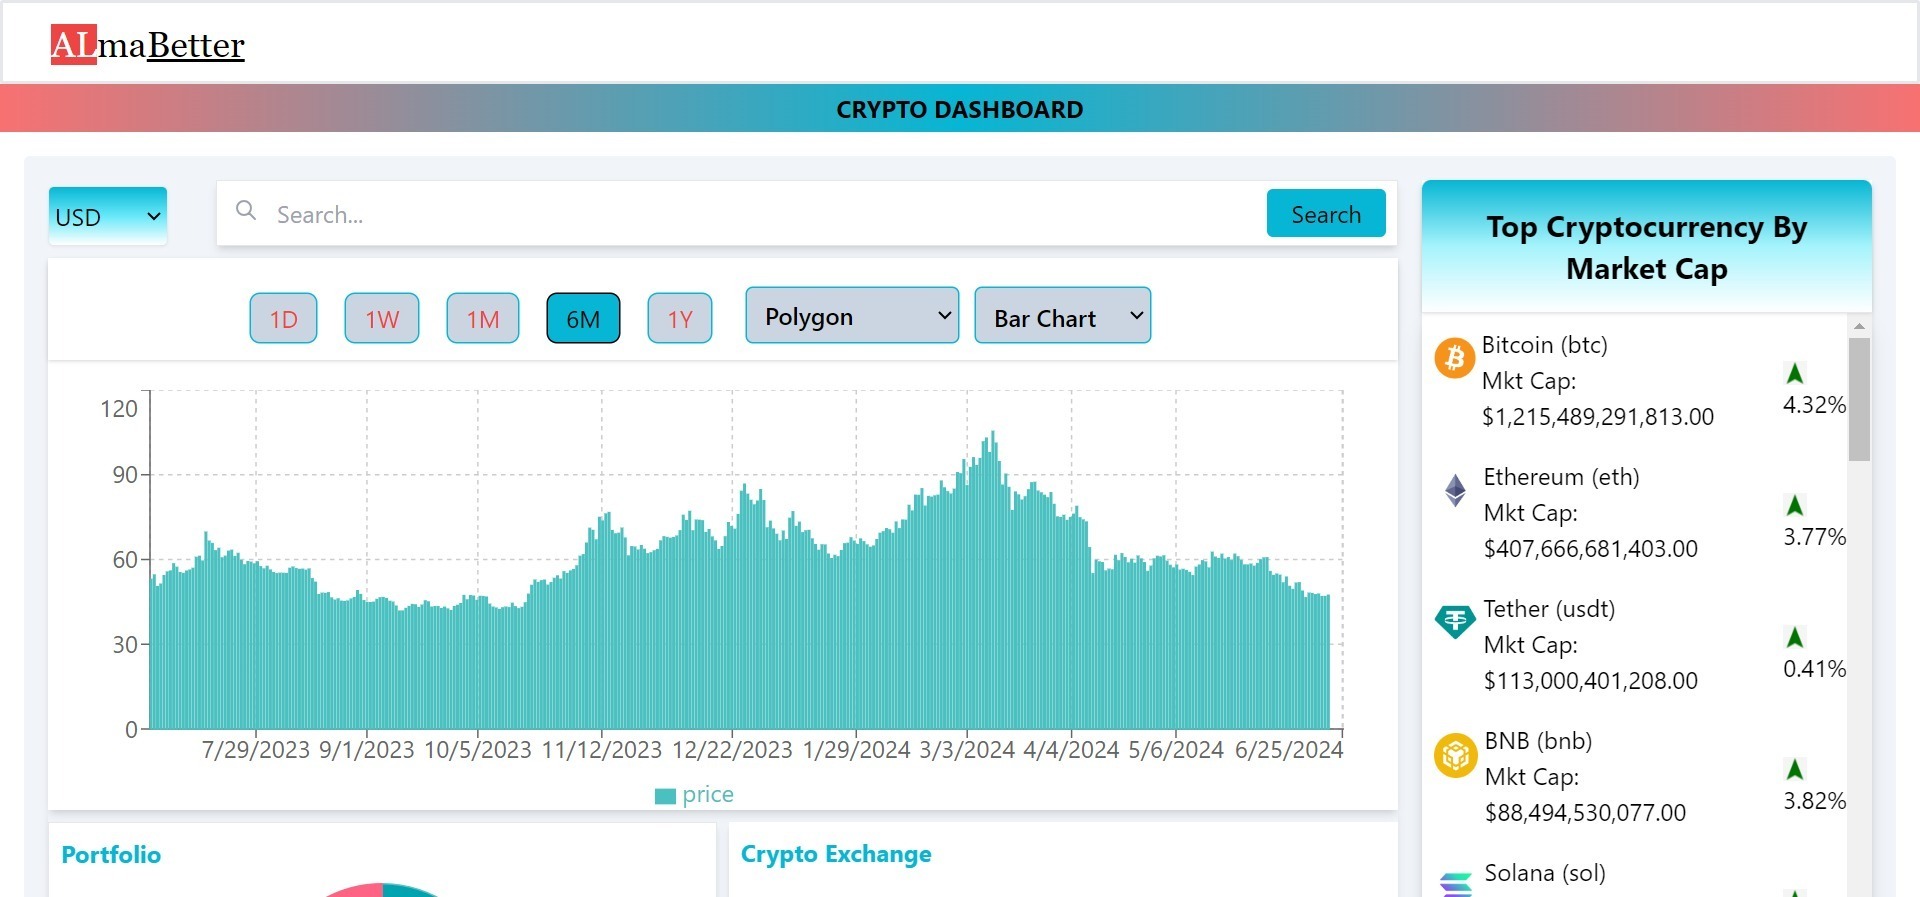 ALmaBetter
CRYPTO DASHBOARD
USD
Search...
Search
1D
1W
1M
6M
1Y
Polygon
Bar Chart
120
90
60
30
0
7/29/2023 9/1/2023 10/5/2023 11/12/2023 12/22/2023 1/29/2024 3/3/2024 4/4/2024 5/6/2024 6/25/2024
price
Portfolio
Crypto Exchange
Top Cryptocurrency By
Market Cap
Bitcoin (btc)
Mkt Cap:
$1,215,489,291,813.00
4.32%
Ethereum (eth)
Mkt Cap:
$407,666,681,403.00
3.77%
Tether (usdt)
Mkt Cap:
$113,000,401,208.00
0.41%
BNB (bnb)
Mkt Cap:
$88,494,530,077.00
3.82%
Solana (sol)